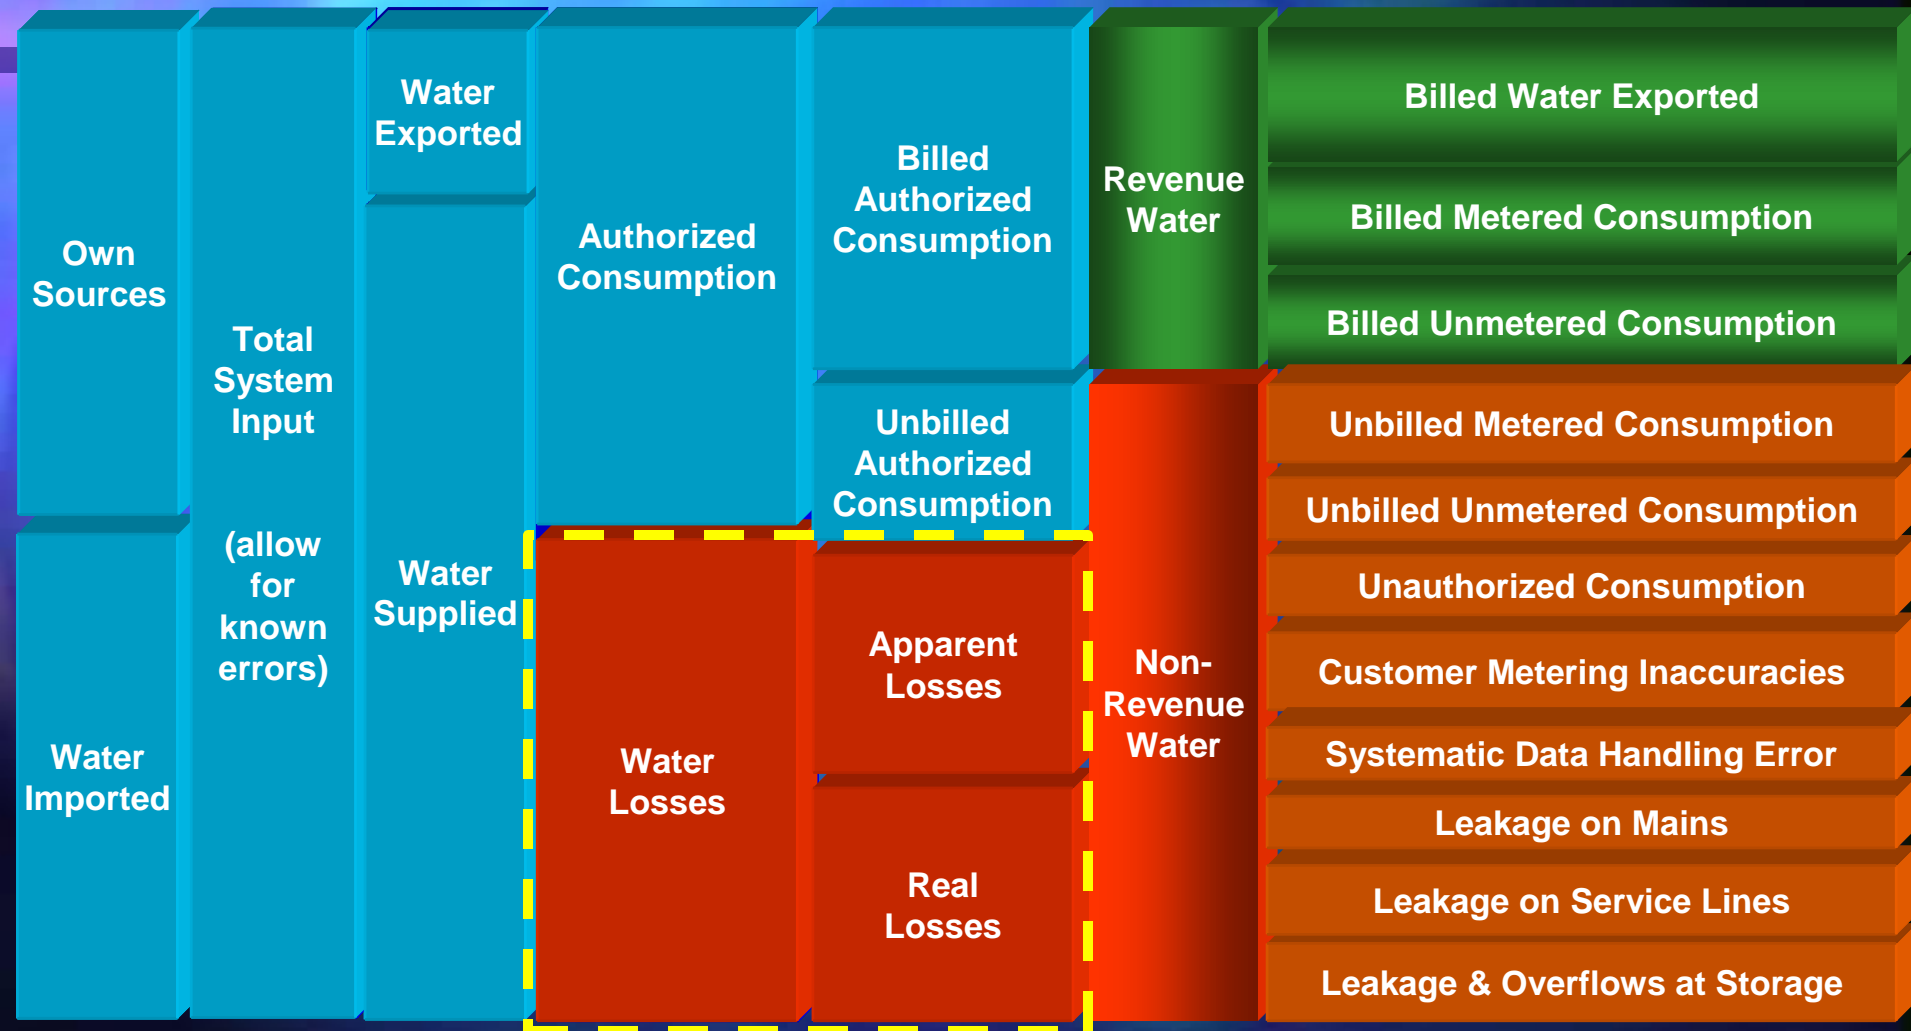 Own
Sources
Water
Imported
Total
System
Input
(allow
for
known
errors)
Water
Exported
Water
Supplied
Authorized
Consumption
Water
Losses
Billed
Authorized
Consumption
Unbilled
Authorized
Consumption
Apparent
Losses
Real
Losses
Revenue
Water
Non-
Revenue
Water
Billed Water Exported
Billed Metered Consumption
Billed Unmetered Consumption
Unbilled Metered Consumption
Unbilled Unmetered Consumption
Unauthorized Consumption
Customer Metering Inaccuracies
Systematic Data Handling Error
Leakage on Mains
Leakage on Service Lines
Leakage & Overflows at Storage